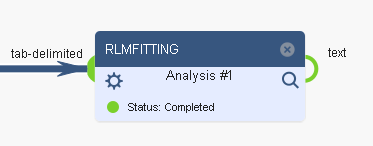 RLMFITTING
tab-delimited
text
Analysis #1
Status: Completed